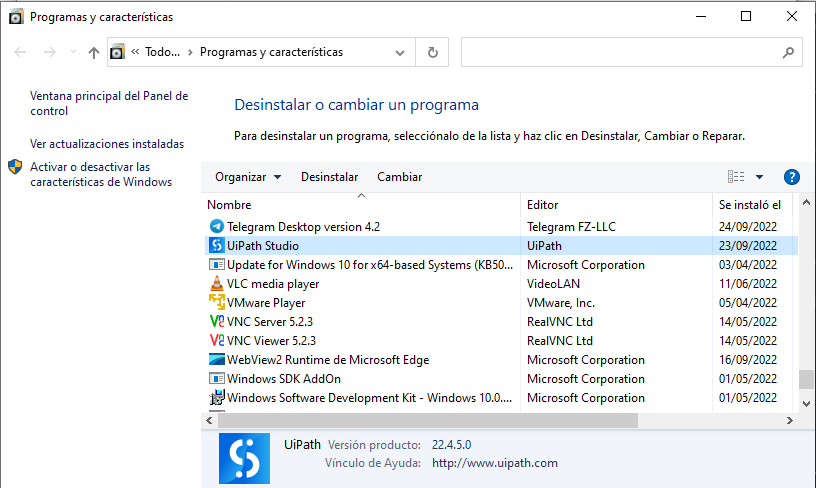 Programas y características
« Todo... > Programas y características
Ventana principal del Panel de
control
Ver actualizaciones instaladas
Activar o desactivar las
características de Windows
Desinstalar o cambiar un programa
Para desinstalar un programa, selecciónalo de la lista y haz clic en Desinstalar, Cambiar o Reparar.
Organizar Desinstalar Cambiar ?
Nombre Editor Se instaló el
Telegram Desktop version 4.2 Telegram FZ-LLC 24/09/2022
UiPath Studio UiPath 23/09/2022
Update for Windows 10 for x64-based Systems (KB50... Microsoft Corporation 03/04/2022
VLC media player VideoLAN 11/06/2022
VMware Player VMware, Inc. 05/04/2022
VNC Server 5.2.3 RealVNC Ltd 14/05/2022
VNC Viewer 5.2.3 RealVNC Ltd 14/05/2022
WebView2 Runtime de Microsoft Edge Microsoft Corporation 16/09/2022
Windows SDK AddOn Microsoft Corporation 01/05/2022
Windows Software Development Kit - Windows 10.0.... Microsoft Corporation 01/05/2022
UiPath Versión producto: 22.4.5.0
Vínculo de Ayuda: http://www.uipath.com